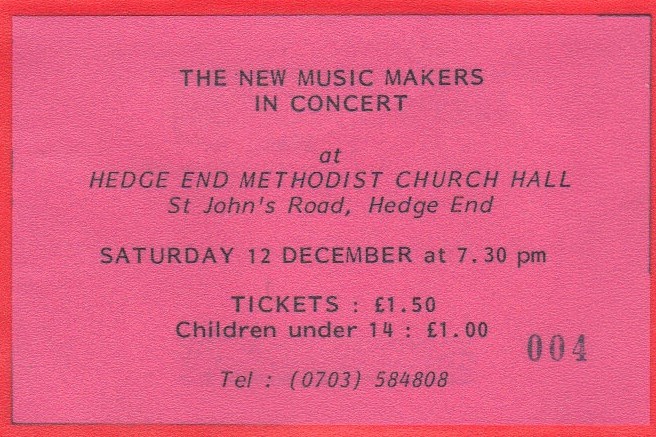 THE NEW MUSIC MAKERS
IN CONCERT
at
HEDGE END METHODIST CHURCH HALL
St John's Road, Hedge End
SATURDAY 12 DECEMBER at 7.30 pm
TICKETS : £1.50
Children under 14 : £1.00
004
Tel : (0703) 584808